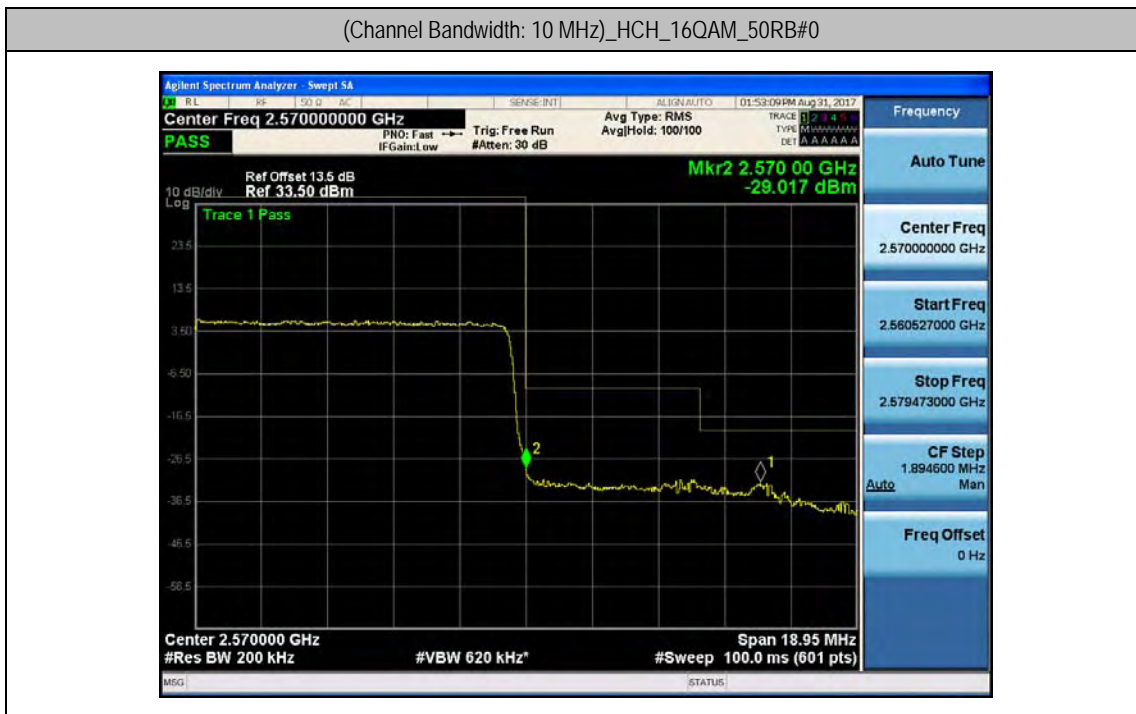 (Channel Bandwidth: 10 MHz)_HCH_16QAM_50RB#0
Agilent Spectrum Analyzer - Swept SA
RL RF 50 Ω AC SENSE:INT ALIGN AUTO 01:53:09 PM Aug 31, 2017
Center Freq 2.570000000 GHz Avg Type: RMS TRACE 1 2 3 4 5 6
PASS PNO: Fast Trig: Free Run Avg|Hold: 100/100 TYPE M
IFGain:Low #Atten: 30 dB DET A A A A A A
Mkr2 2.570 00 GHz
-29.017 dBm
Ref Offset 13.5 dB
10 dB/div Ref 33.50 dBm
Log
Trace 1 Pass
23.5
13.5
3.50
-6.50
-16.5
-26.5
-36.5
-46.5
-56.5
2
1
Center 2.570000 GHz Span 18.95 MHz
#Res BW 200 kHz #VBW 620 kHz* #Sweep 100.0 ms (601 pts)
MSG STATUS
Frequency
Auto Tune
Center Freq
2.570000000 GHz
Start Freq
2.560527000 GHz
Stop Freq
2.579473000 GHz
CF Step
1.894600 MHz
Auto Man
Freq Offset
0 Hz